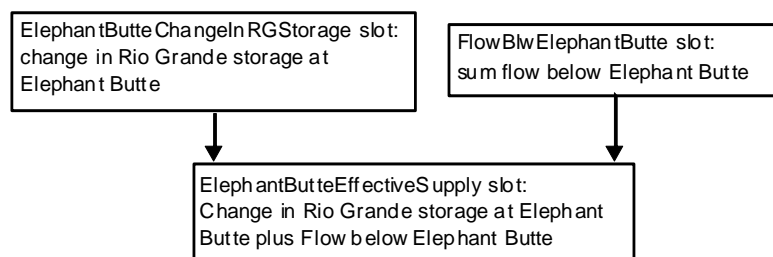 ElephantButteChangeInRGStorage slot:
change in Rio Grande storage at
Elephant Butte
FlowBlwElephantButte slot:
sum flow below Elephant Butte
ElephantButteEffectiveSupply slot:
Change in Rio Grande storage at Elephant
Butte plus Flow below Elephant Butte